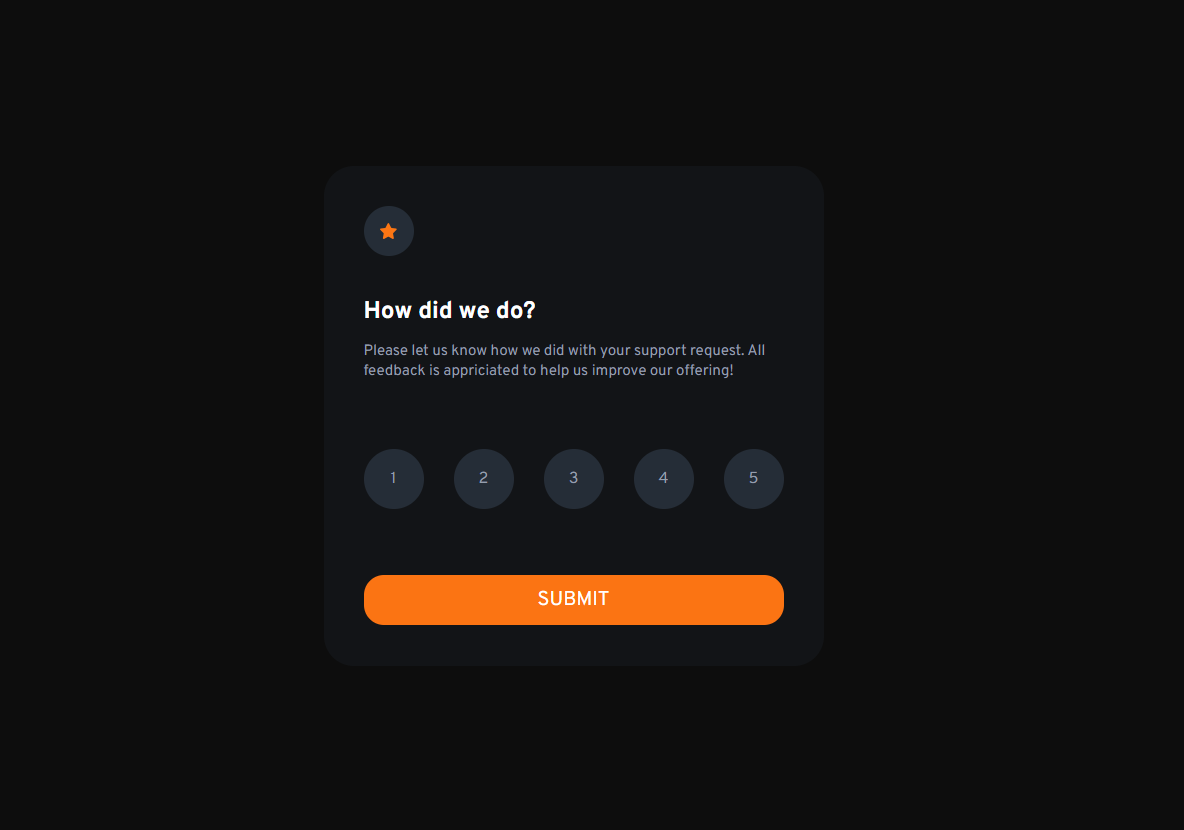 How did we do?
Please let us know how we did with your support request. All
feedback is appriciated to help us improve our offering!
1 2 3 4 5
SUBMIT